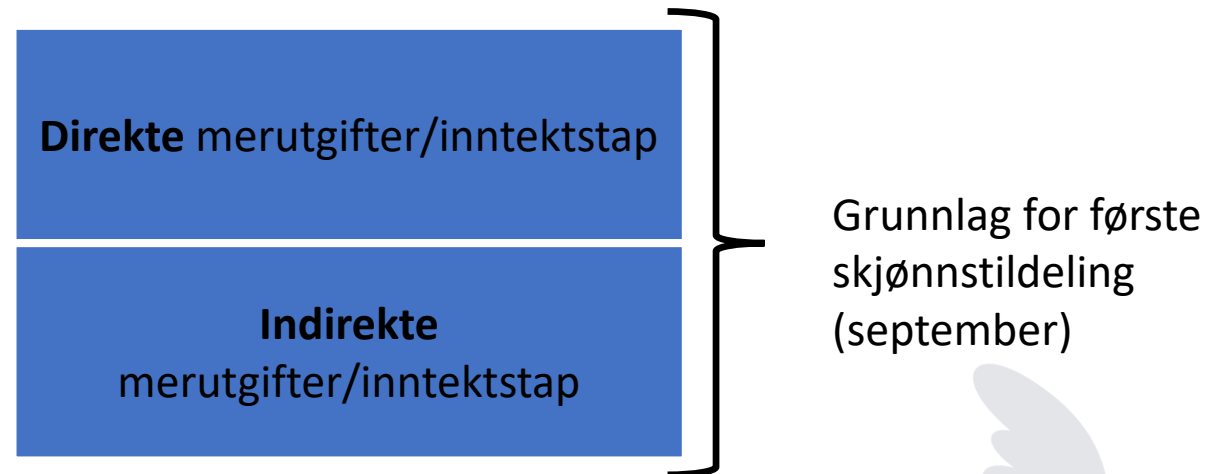 Direkte merutgifter/inntektstap
Indirekte
merutgifter/inntektstap
Grunnlag for første
skjønnstildeling
(september)